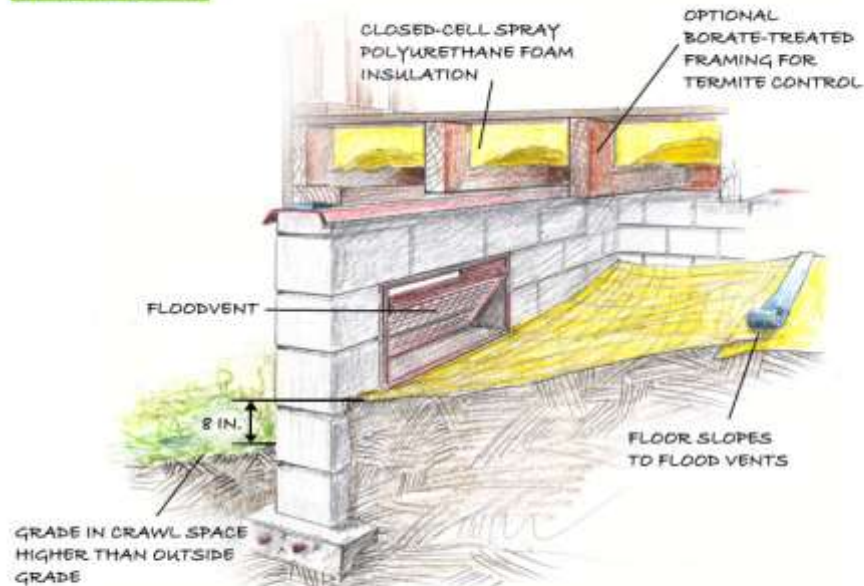 CLOSED-CELL SPRAY
POLYURETHANE FOAM
INSULATION
OPTIONAL
BORATE-TREATED
FRAMING FOR
TERMITE CONTROL
FLOODVENT
8 IN.
FLOOR SLOPES
TO FLOOD VENTS
GRADE IN CRAWL SPACE
HIGHER THAN OUTSIDE
GRADE